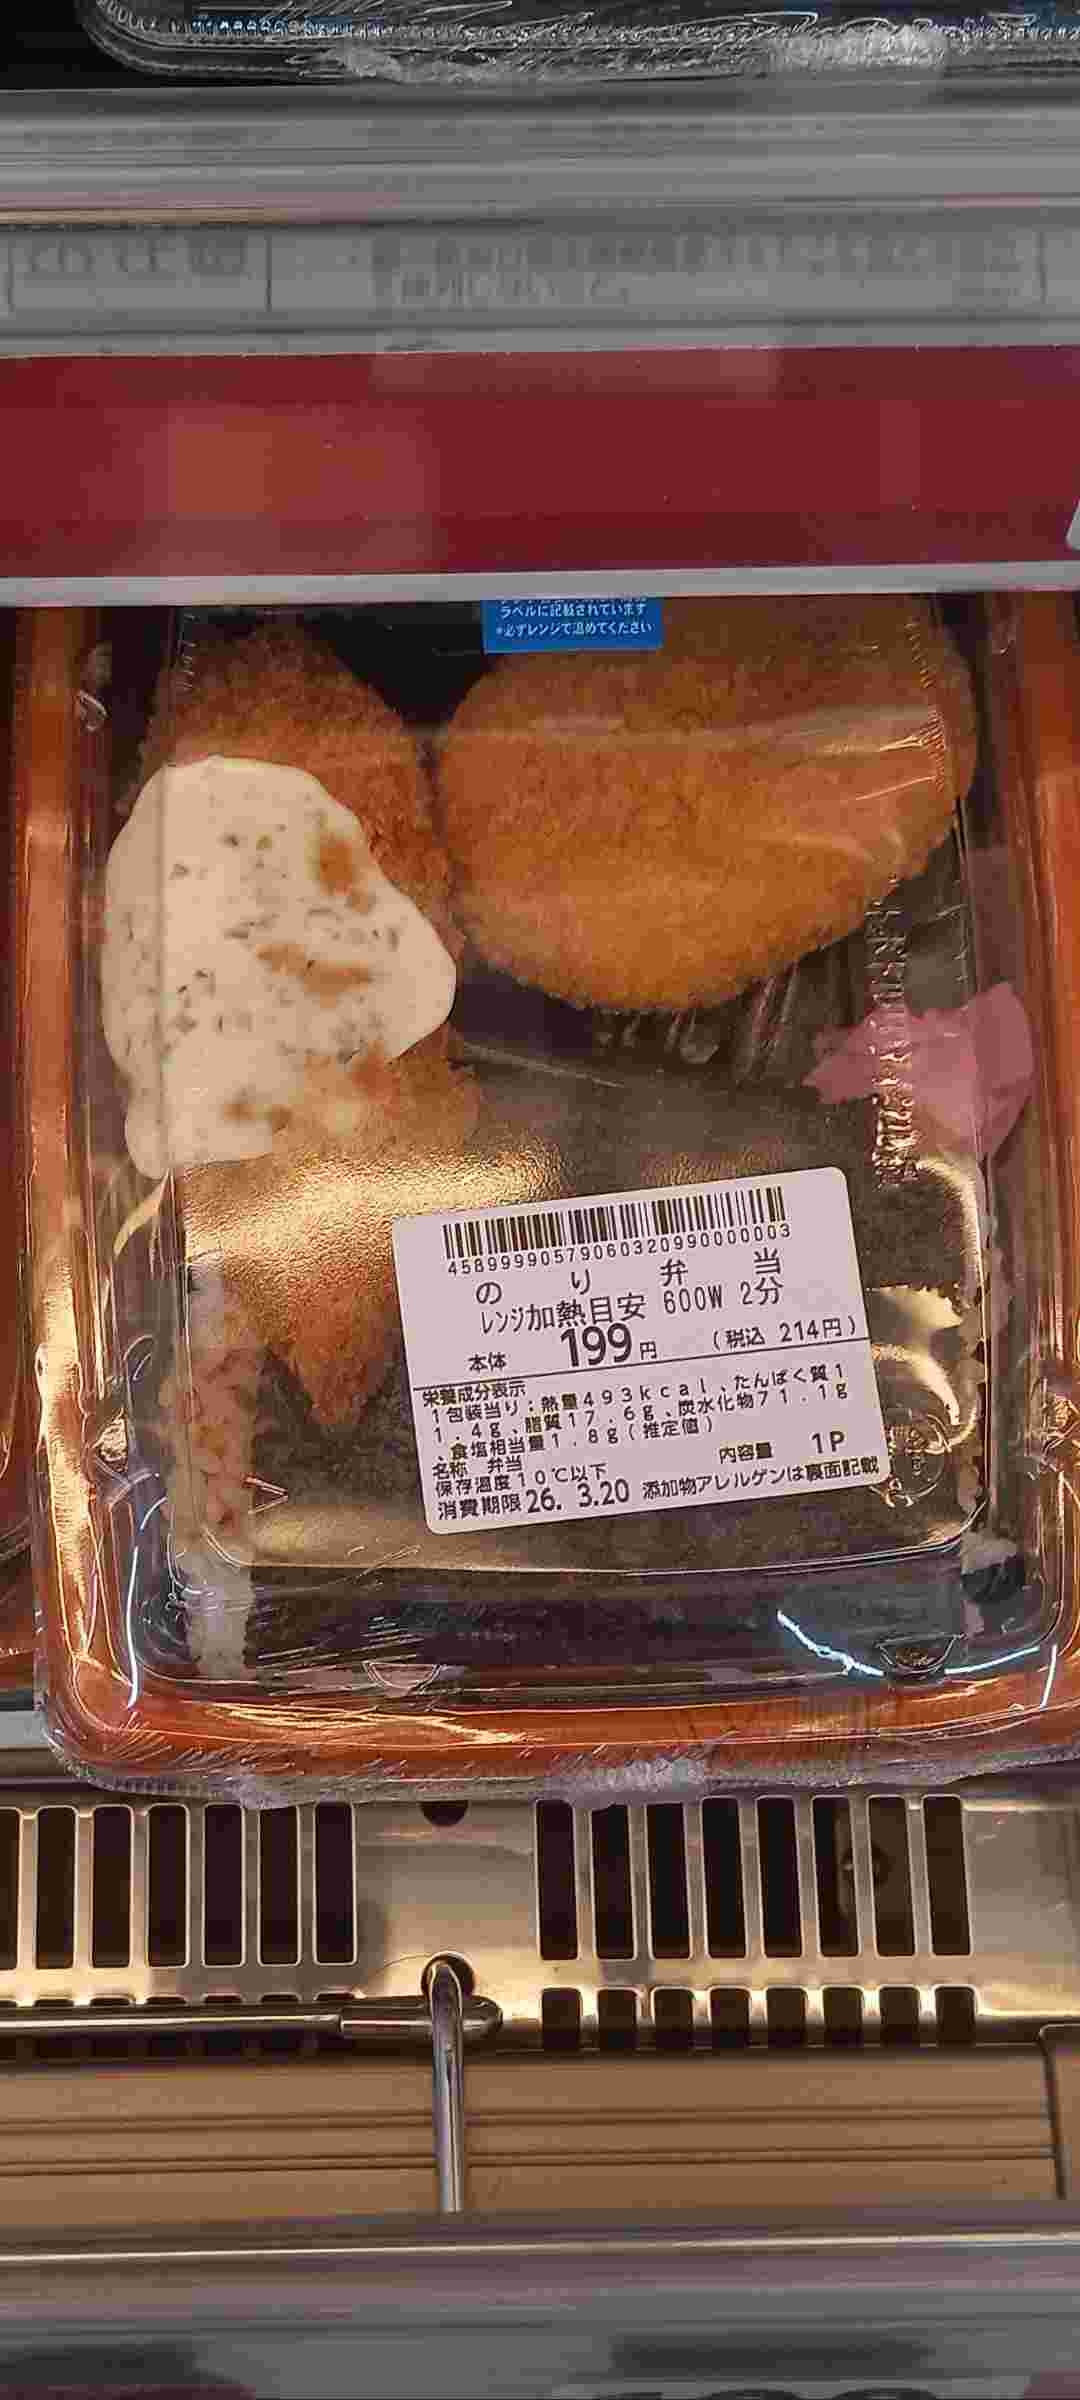 ラベルに記載されています
*必ずレンジで温めてください
4589999057906032099000003
のり弁当
レンジ加熱目安 600W 2分
本体 199円 (税込 214円)
栄養成分表示
1包装当り:熱量493kcal、たんぱく質1
1.4g、脂質17.6g、炭水化物71.1g
、食塩相当量1.8g(推定値)
名称 弁当 内容量 1P
保存温度10℃以下
消費期限26. 3.20 添加物アレルゲンは裏面記載